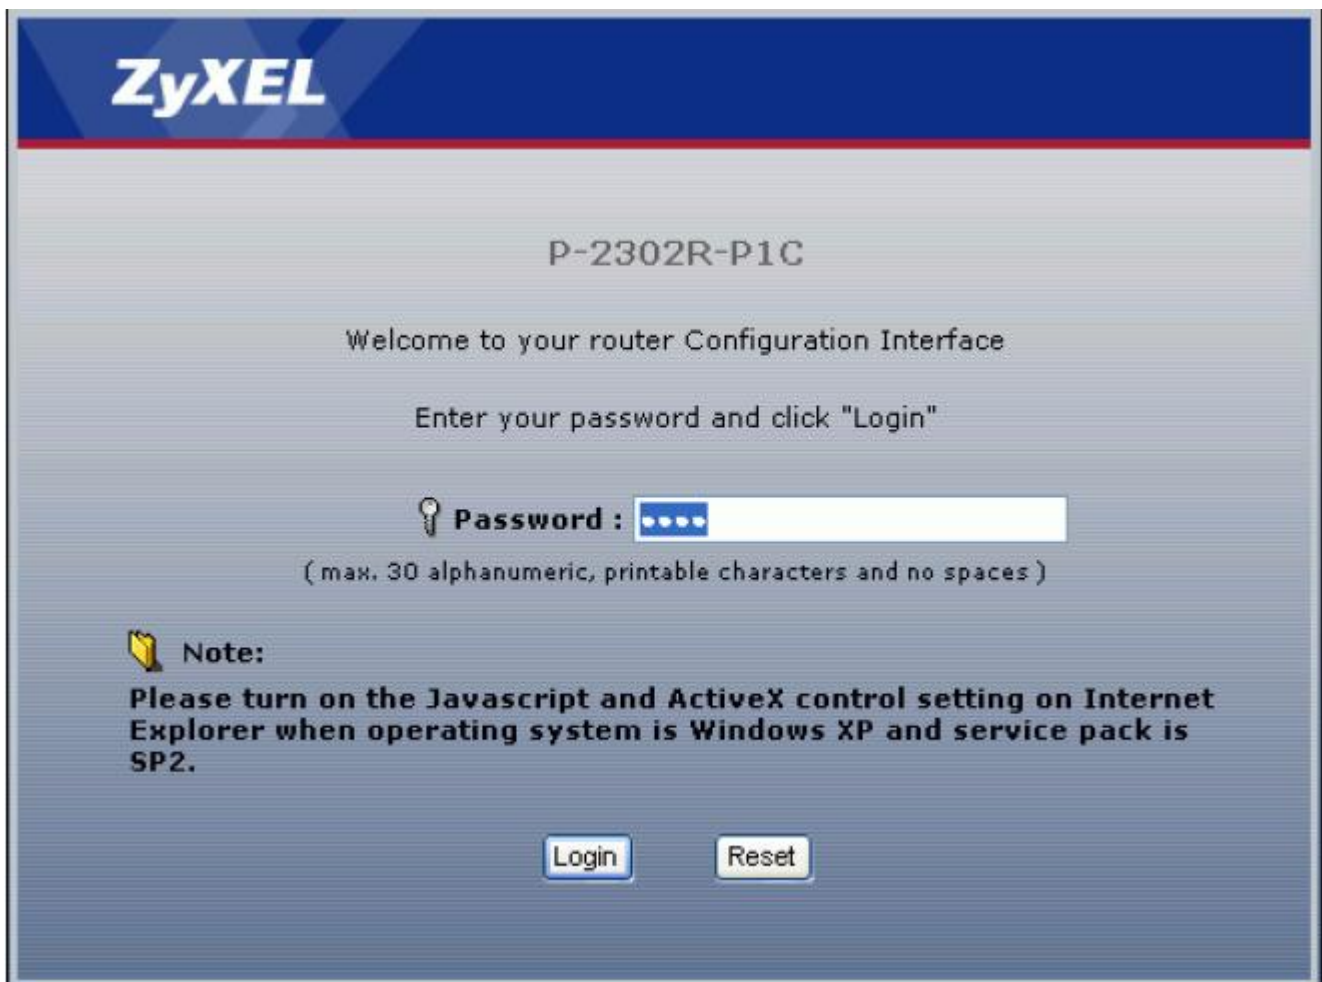 ZyXEL
P-2302R-P1C
Welcome to your router Configuration Interface
Enter your password and click "Login"
Password : ••••
( max. 30 alphanumeric, printable characters and no spaces )
Note:
Please turn on the Javascript and ActiveX control setting on Internet
Explorer when operating system is Windows XP and service pack is
SP2.
Login Reset